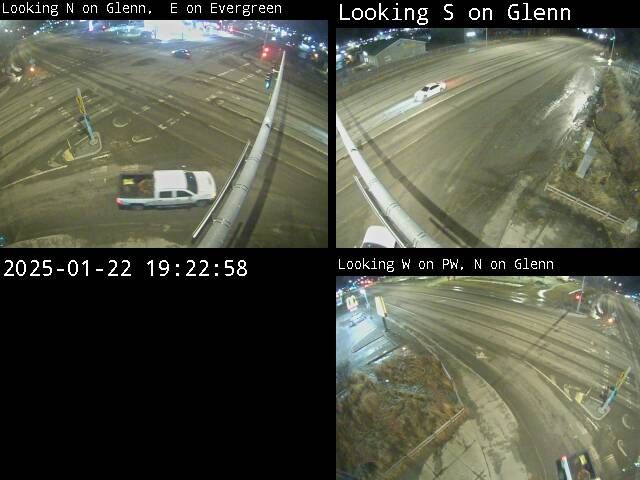 Looking N on Glenn,  E on Evergreen
Looking S on Glenn
2025-01-22 19:22:58
Looking W on PW, N on Glenn